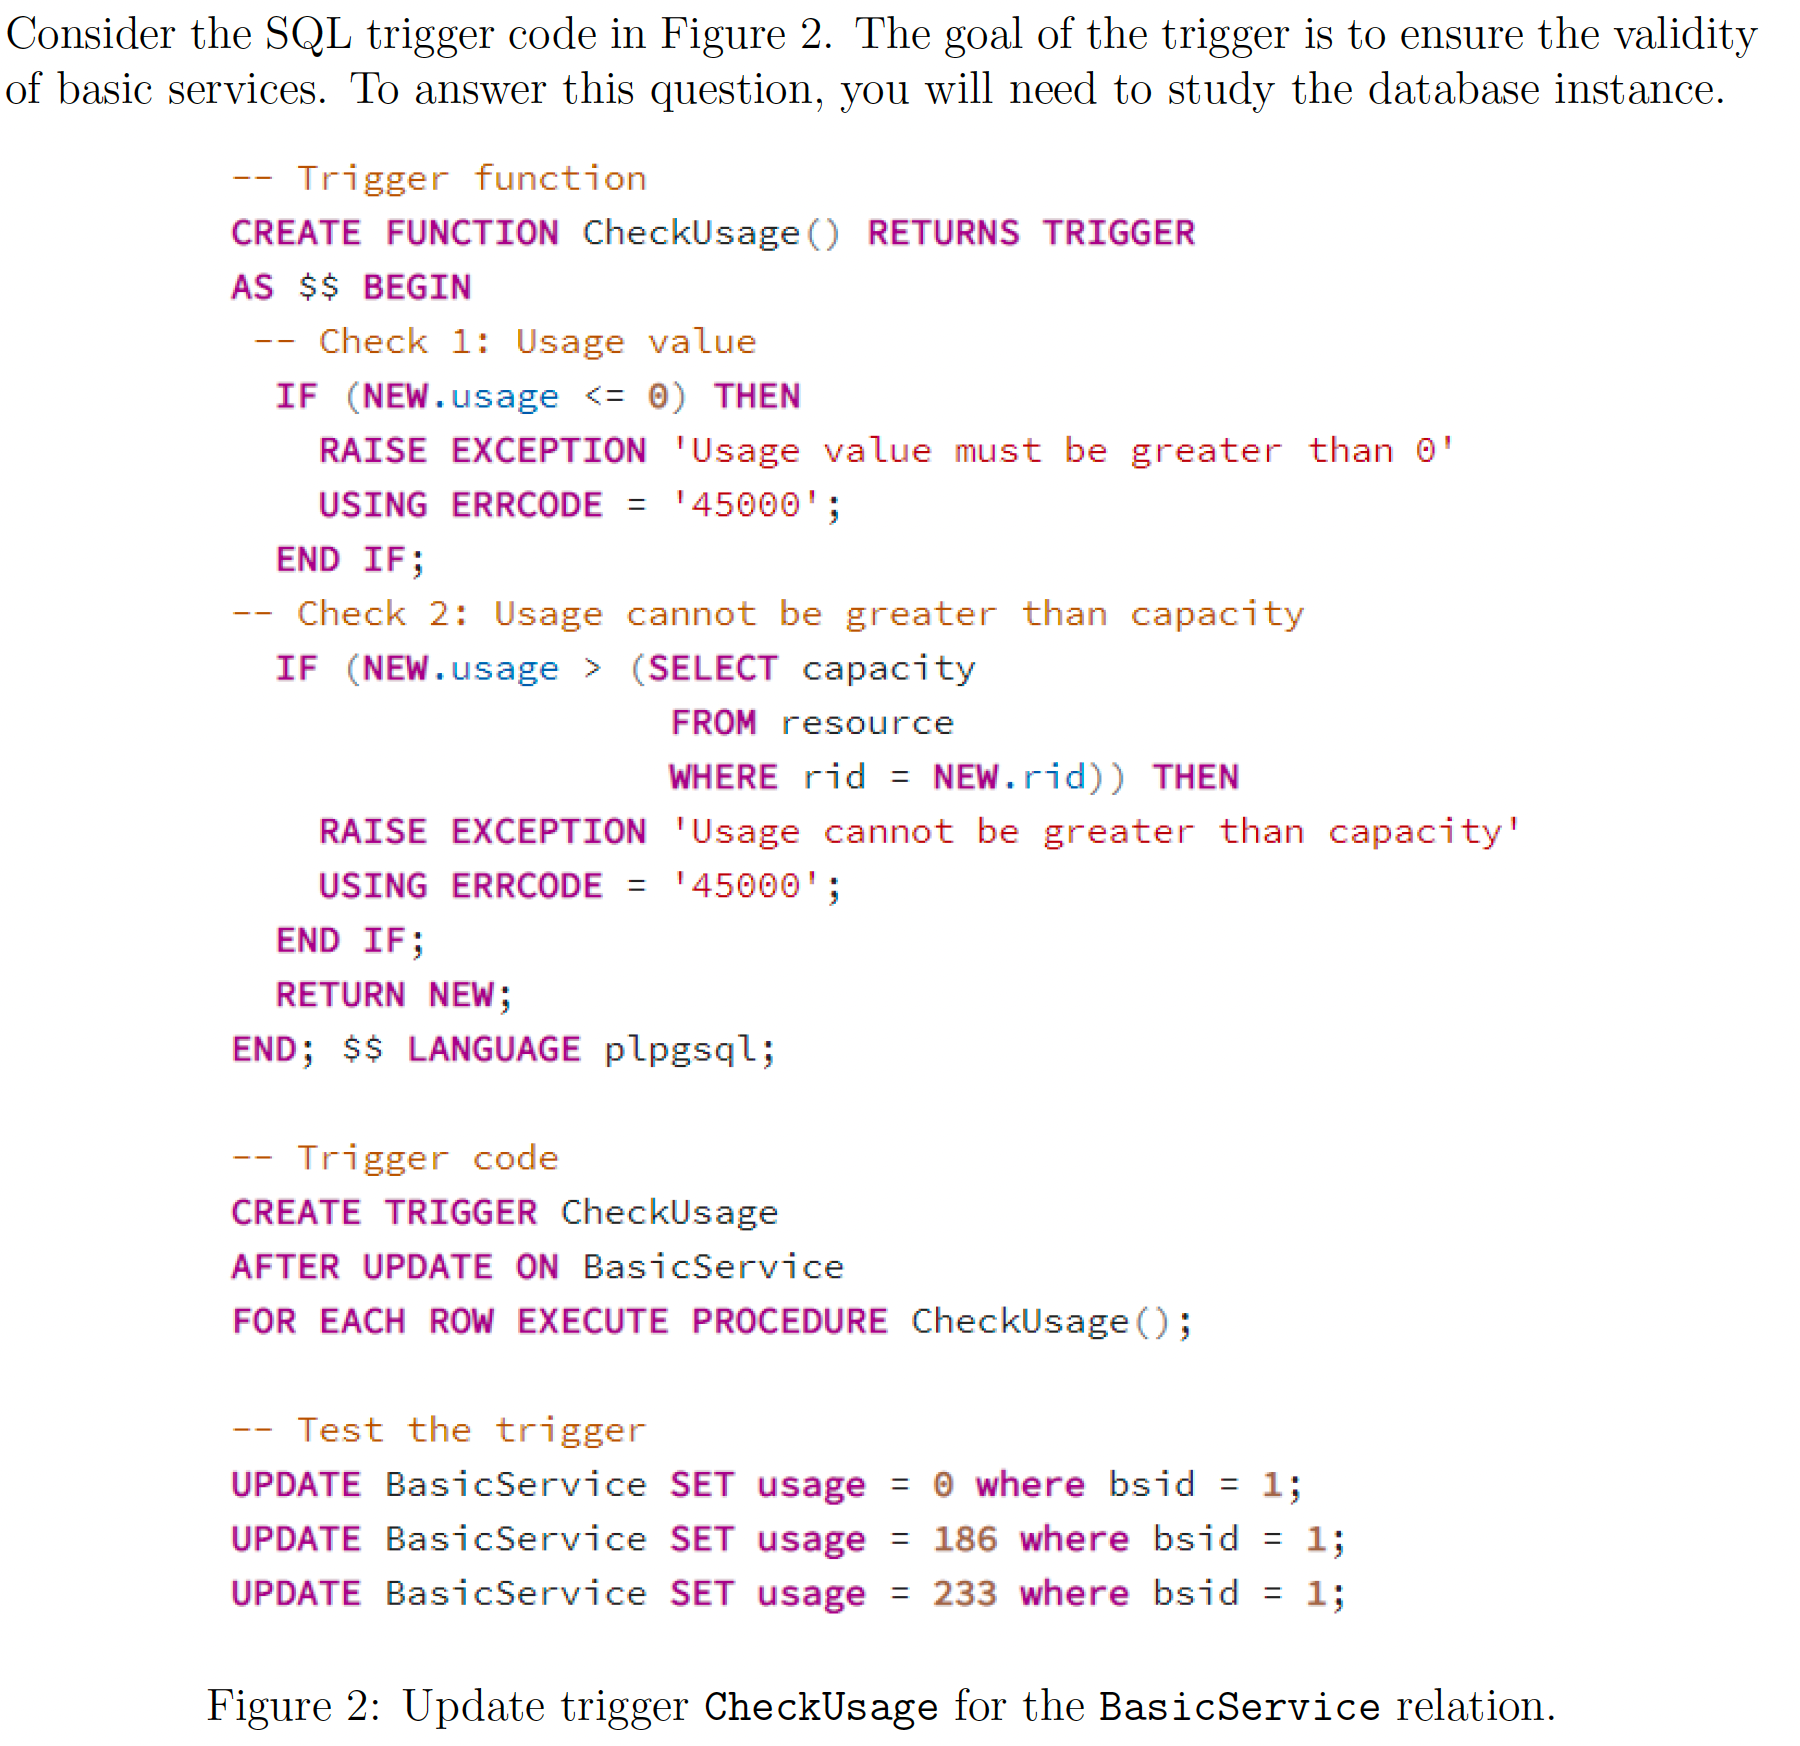 Consider the SQL trigger code in Figure 2. The goal of the trigger is to ensure the validity
of basic services. To answer this question, you will need to study the database instance.
-- Trigger function
CREATE FUNCTION CheckUsage() RETURNS TRIGGER
AS $$ BEGIN
-- Check 1: Usage value
IF (NEW.usage <= 0) THEN
RAISE EXCEPTION 'Usage value must be greater than 0'
USING ERRCODE = '45000';
END IF;
-- Check 2: Usage cannot be greater than capacity
IF (NEW.usage > (SELECT capacity
FROM resource
WHERE rid = NEW.rid)) THEN
RAISE EXCEPTION 'Usage cannot be greater than capacity'
USING ERRCODE = '45000';
END IF;
RETURN NEW;
END; $$ LANGUAGE plpgsql;
-- Trigger code
CREATE TRIGGER CheckUsage
AFTER UPDATE ON BasicService
FOR EACH ROW EXECUTE PROCEDURE CheckUsage();
-- Test the trigger
UPDATE BasicService SET usage = 0 where bsid = 1;
UPDATE BasicService SET usage = 186 where bsid = 1;
UPDATE BasicService SET usage = 233 where bsid = 1;
Figure 2: Update trigger CheckUsage for the BasicService relation.